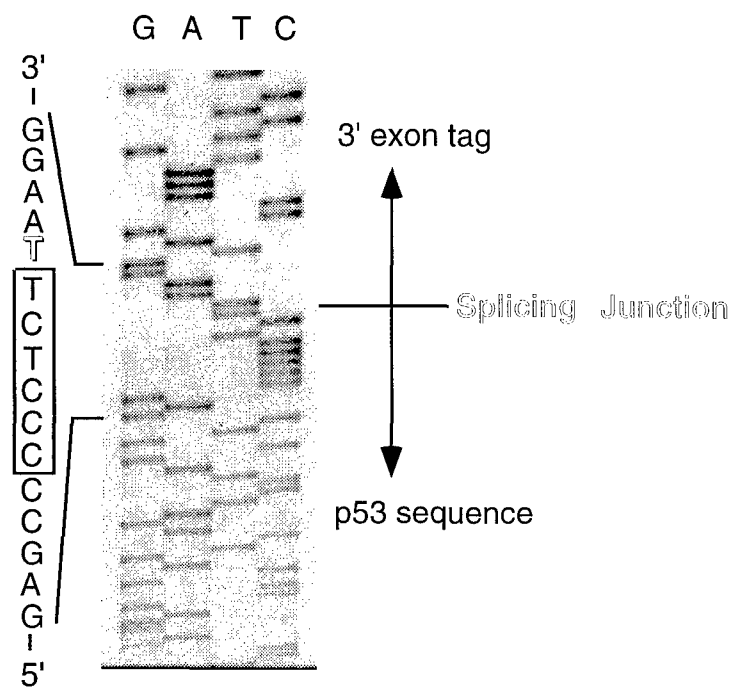 G A T C
3'
G
G
A
A
T
T
C
T
C
C
C
C
C
G
A
G
5'
3' exon tag
Splicing Junction
p53 sequence